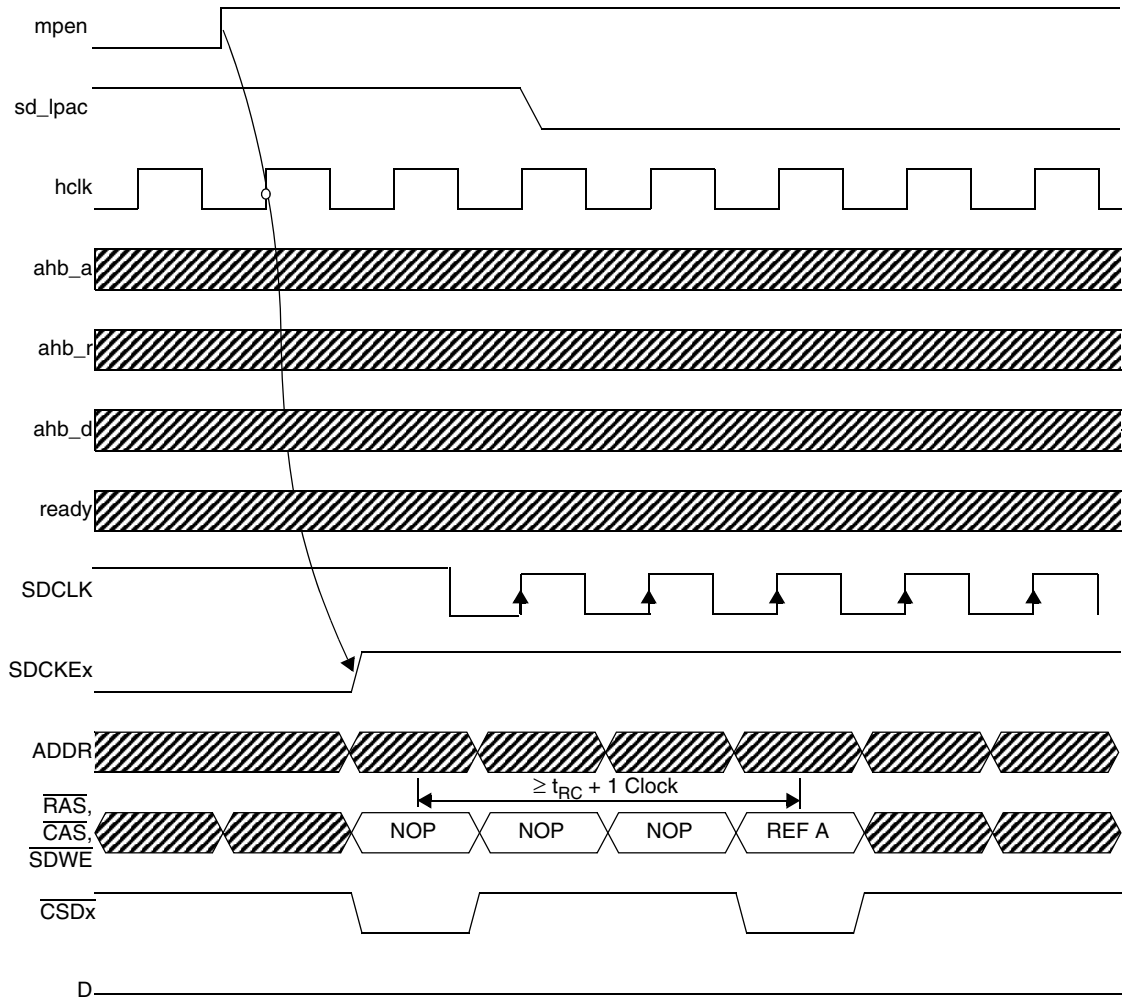 mpen
sd_lpac
hclk
ahb_a
ahb_r
ahb_d
ready
SDCLK
SDCKEx
ADDR
≥ tRC + 1 Clock
RAS,
CAS,
SDWE
NOP NOP NOP REF A
CSDx
D